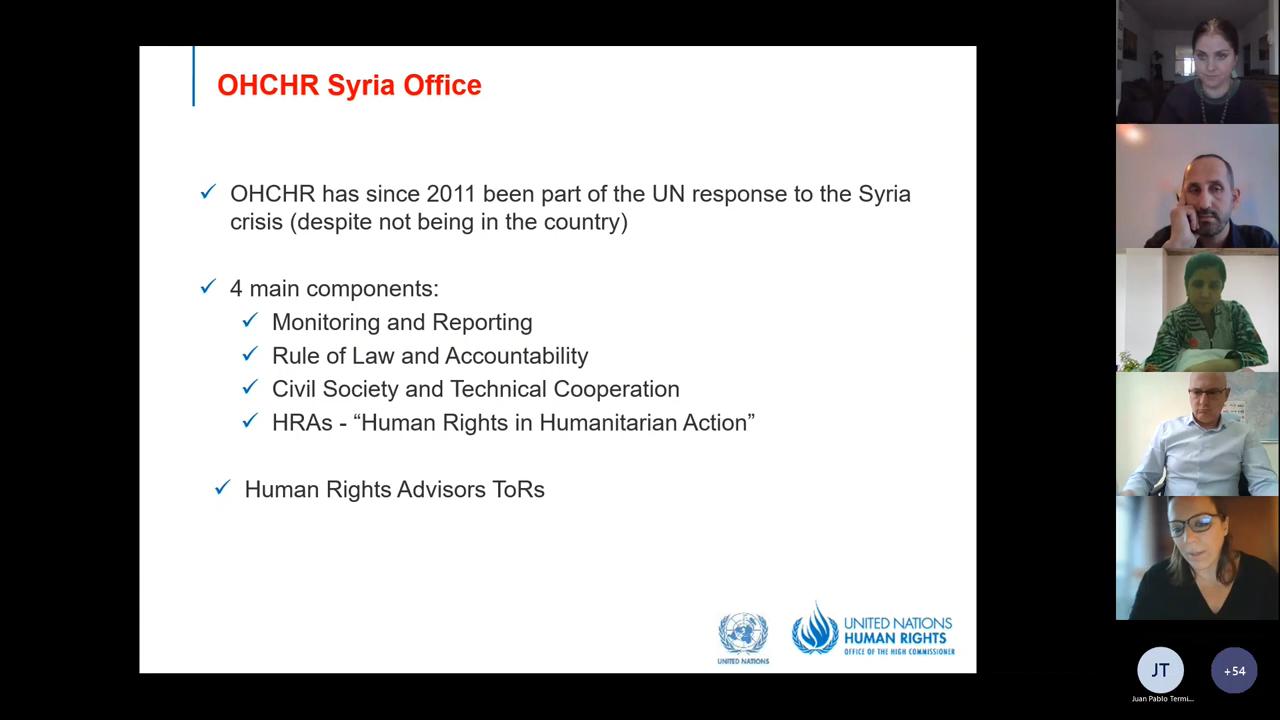 OHCHR Syria Office
OHCHR has since 2011 been part of the UN response to the Syria
crisis (despite not being in the country)
4 main components:
Monitoring and Reporting
Rule of Law and Accountability
Civil Society and Technical Cooperation
HRAs - “Human Rights in Humanitarian Action”
Human Rights Advisors ToRs
UNITED NATIONS
UNITED NATIONS
HUMAN RIGHTS
OFFICE OF THE HIGH COMMISSIONER
JT
+54
Juan Pablo Termi...